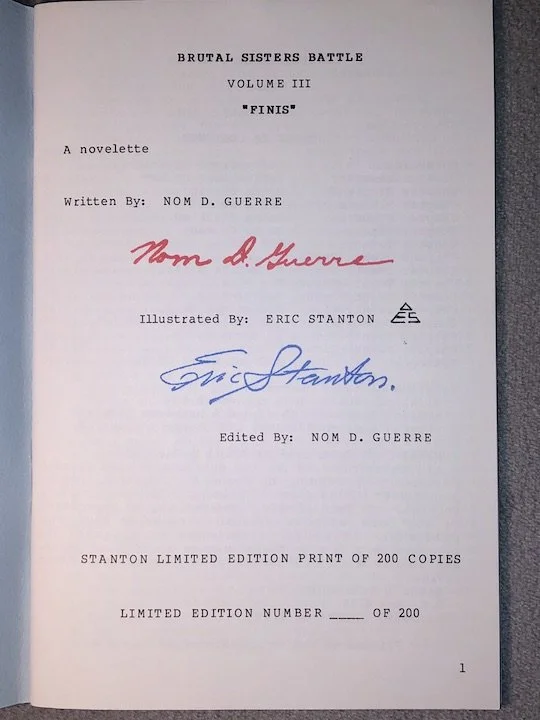 BRUTAL SISTERS BATTLE
VOLUME III
"FINIS"
A novelette
Written By: NOM D. GUERRE
Nom D. Guerre
Illustrated By: ERIC STANTON AES
Eric Stanton.
Edited By: NOM D. GUERRE
STANTON LIMITED EDITION PRINT OF 200 COPIES
LIMITED EDITION NUMBER ____ OF 200
1